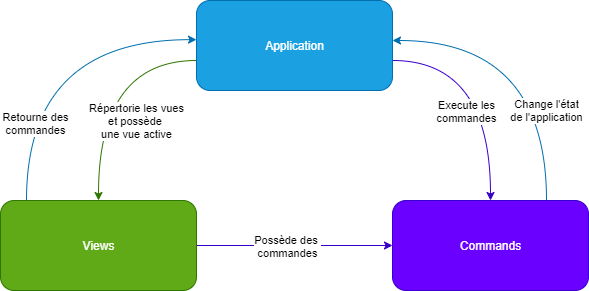 Application
Retourne des
commandes
Répertorie les vues
et possède
une vue active
Execute les
commandes
Change l'état
de l'application
Views
Possède des
commandes
Commands